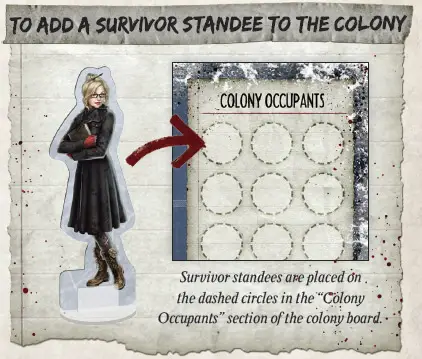 TO ADD A SURVIVOR STANDEE TO THE COLONY
COLONY OCCUPANTS
Survivor standees are placed on
the dashed circles in the “Colony
Occupants” section of the colony board.